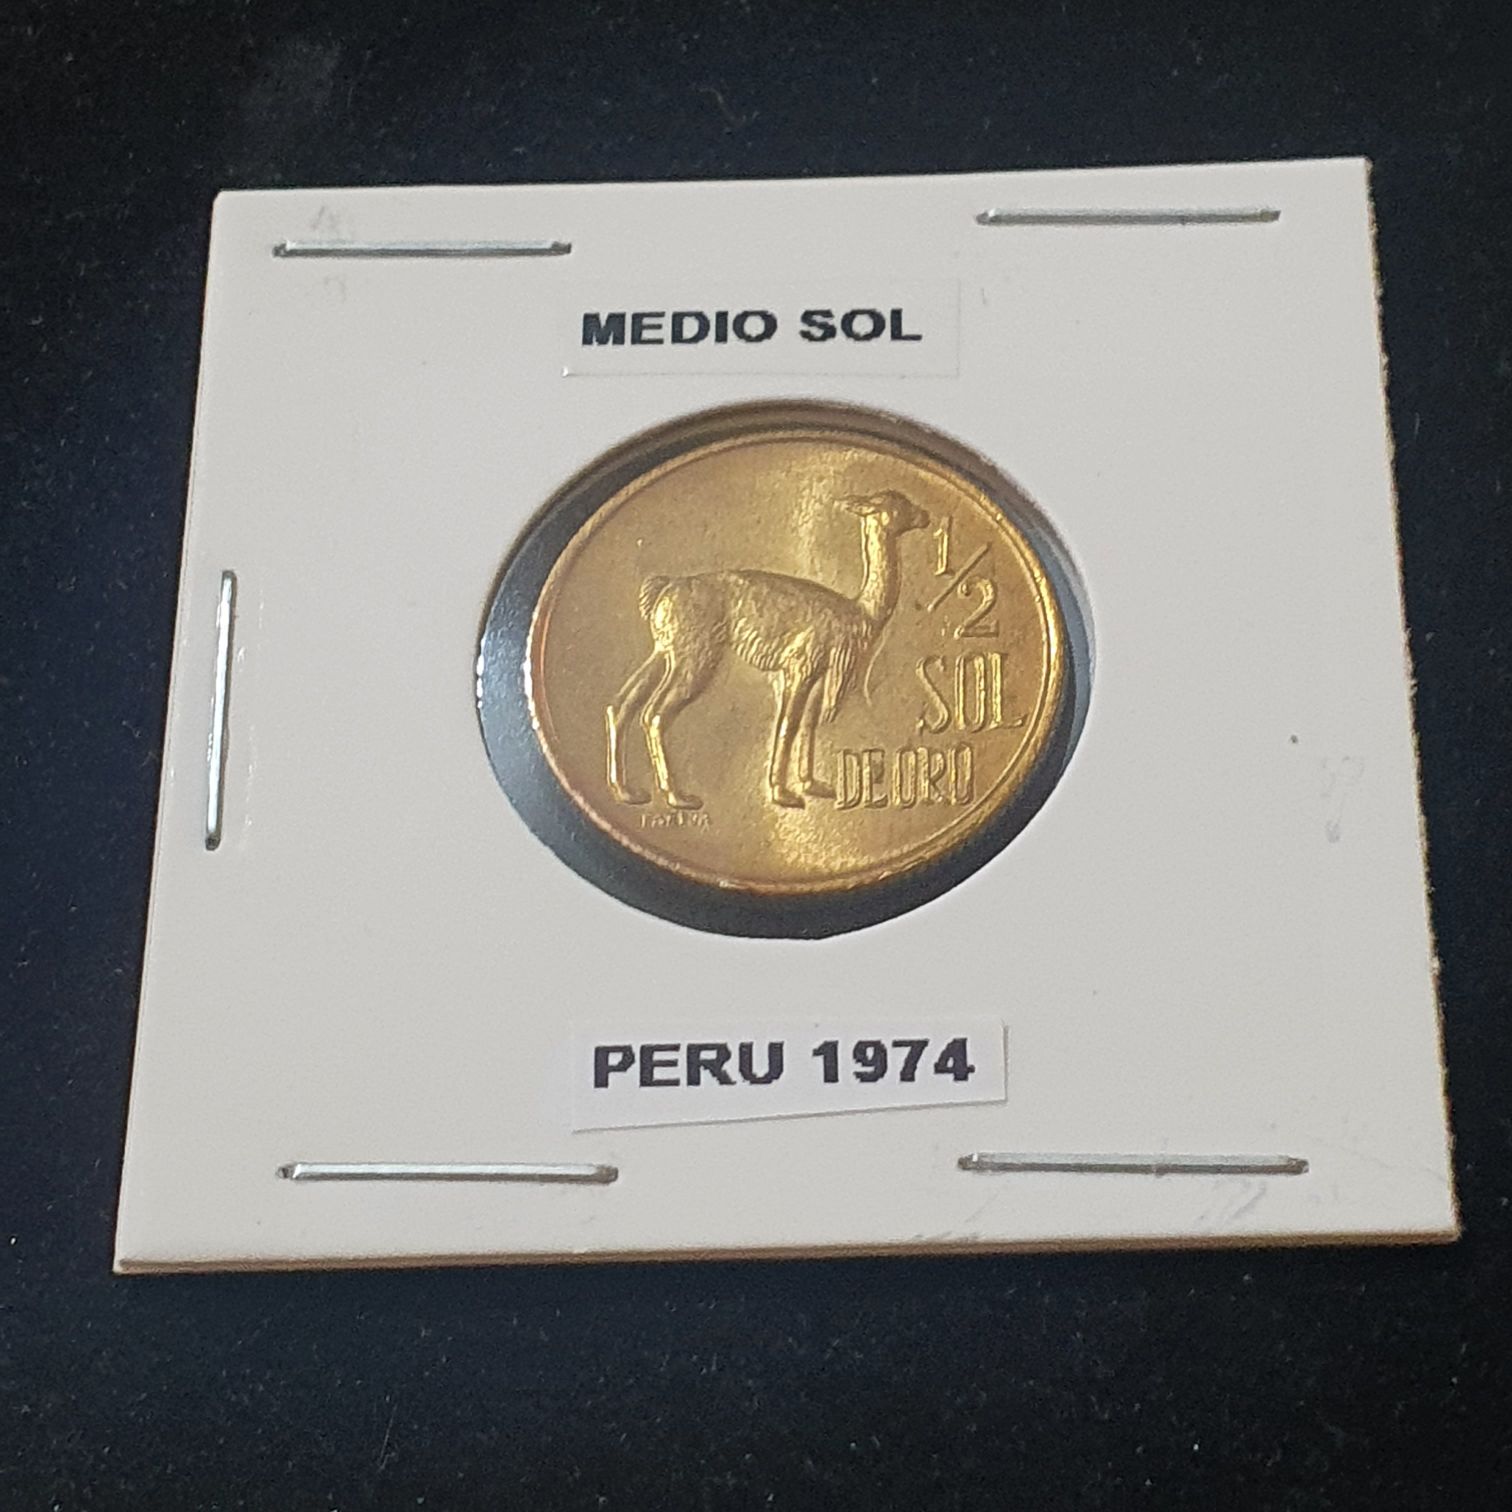 MEDIO SOL
1/2
SOL
DE ORO
PERU 1974